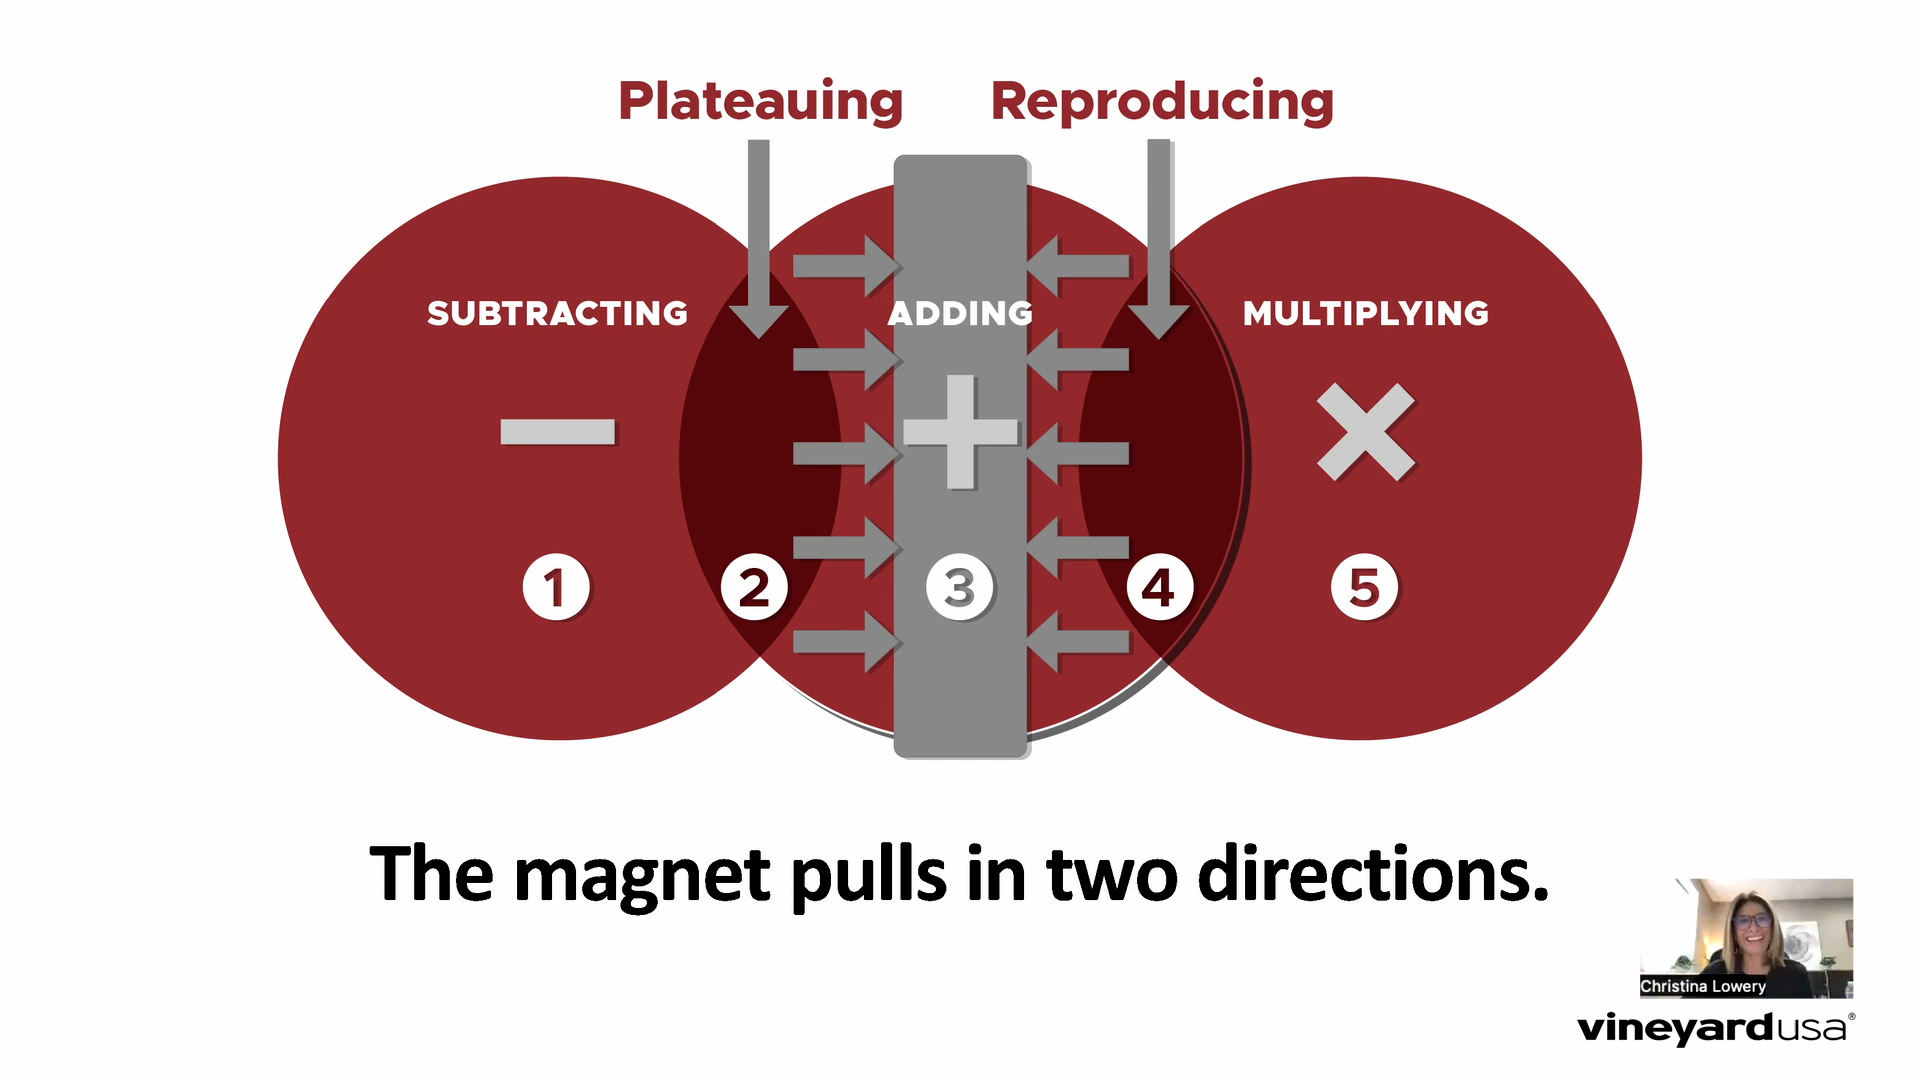 Plateauing Reproducing
SUBTRACTING ADDING MULTIPLYING
1 2 3 4 5
The magnet pulls in two directions.
Christina Lowery
vineyardusa®